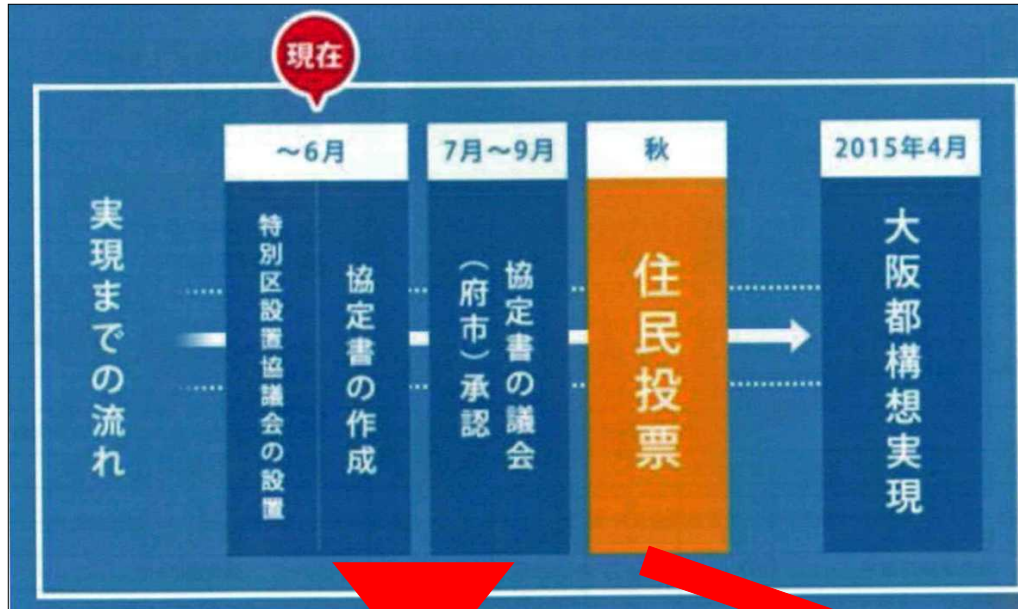 現在
実現までの流れ
~6月
特別区設置協議会の設置
協定書の作成
7月~9月
協定書の議会
(府市)承認
秋
住民投票
2015年4月
大阪都構想実現